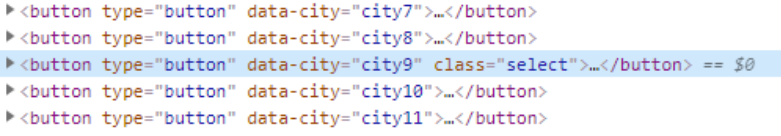 <button type="button" data-city="city7">…</button>
<button type="button" data-city="city8">…</button>
<button type="button" data-city="city9" class="select">…</button> == $0
<button type="button" data-city="city10">…</button>
<button type="button" data-city="city11">…</button>